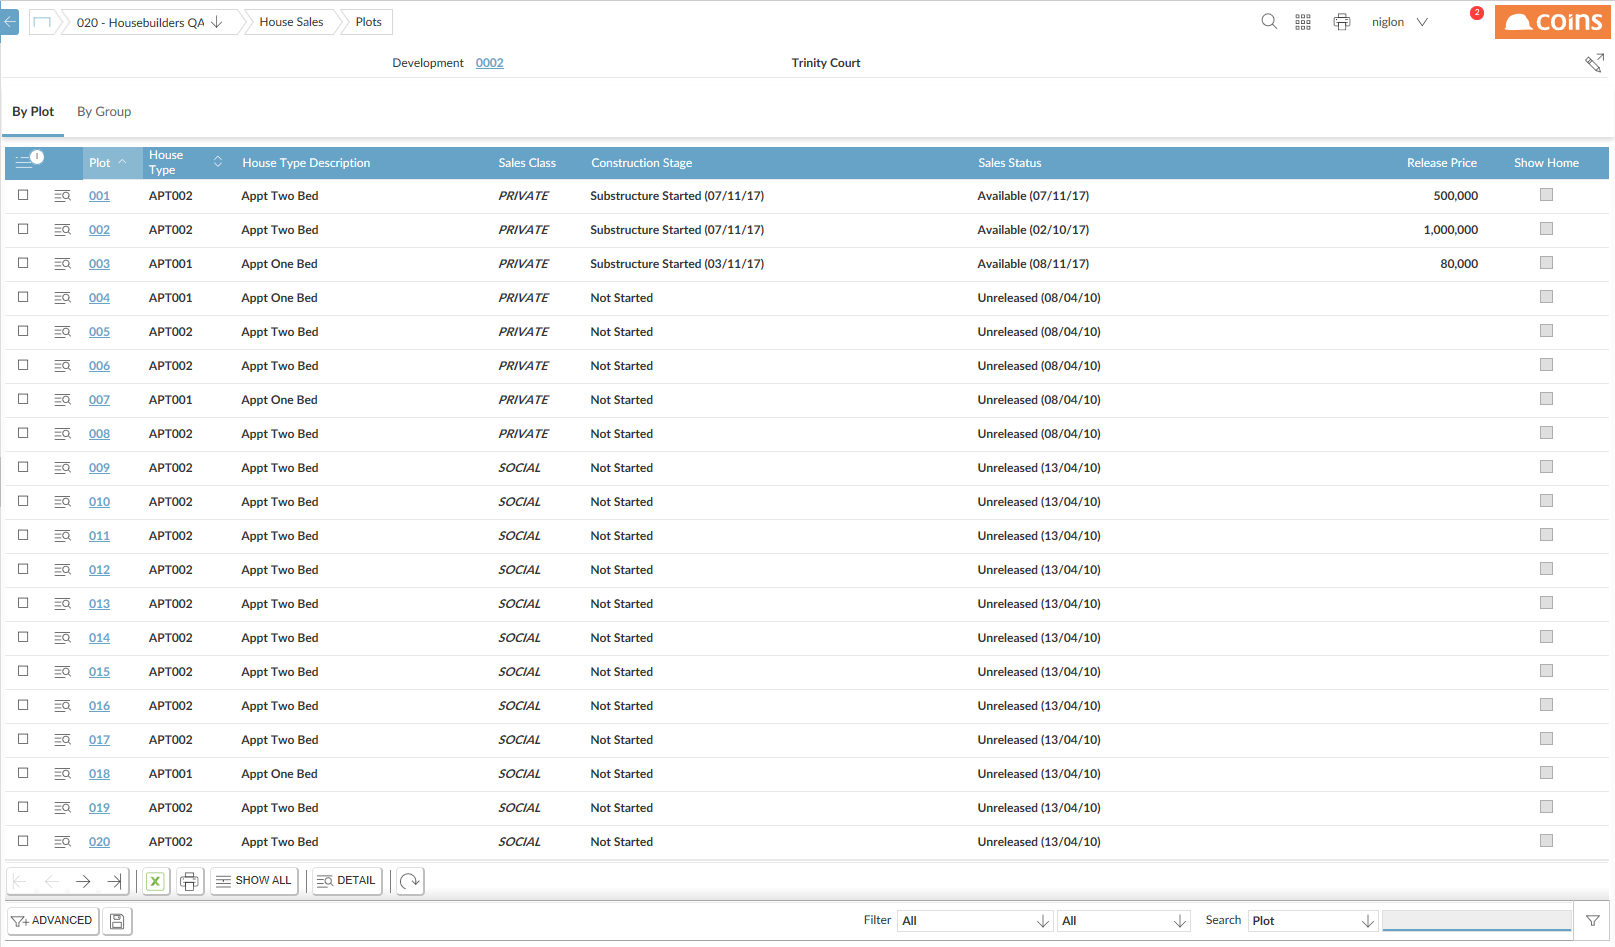 020 - Housebuilders QA House Sales Plots niglon 2 coins
Development 0002 Trinity Court
By Plot By Group
Plot House Type House Type Description Sales Class Construction Stage Sales Status Release Price Show Home
001 APT002 Appt Two Bed PRIVATE Substructure Started (07/11/17) Available (07/11/17) 500,000
002 APT002 Appt Two Bed PRIVATE Substructure Started (07/11/17) Available (02/10/17) 1,000,000
003 APT001 Appt One Bed PRIVATE Substructure Started (03/11/17) Available (08/11/17) 80,000
004 APT001 Appt One Bed PRIVATE Not Started Unreleased (08/04/10)
005 APT002 Appt Two Bed PRIVATE Not Started Unreleased (08/04/10)
006 APT002 Appt Two Bed PRIVATE Not Started Unreleased (08/04/10)
007 APT001 Appt One Bed PRIVATE Not Started Unreleased (08/04/10)
008 APT002 Appt Two Bed PRIVATE Not Started Unreleased (08/04/10)
009 APT002 Appt Two Bed SOCIAL Not Started Unreleased (13/04/10)
010 APT002 Appt Two Bed SOCIAL Not Started Unreleased (13/04/10)
011 APT002 Appt Two Bed SOCIAL Not Started Unreleased (13/04/10)
012 APT002 Appt Two Bed SOCIAL Not Started Unreleased (13/04/10)
013 APT002 Appt Two Bed SOCIAL Not Started Unreleased (13/04/10)
014 APT002 Appt Two Bed SOCIAL Not Started Unreleased (13/04/10)
015 APT002 Appt Two Bed SOCIAL Not Started Unreleased (13/04/10)
016 APT002 Appt Two Bed SOCIAL Not Started Unreleased (13/04/10)
017 APT002 Appt Two Bed SOCIAL Not Started Unreleased (13/04/10)
018 APT001 Appt One Bed SOCIAL Not Started Unreleased (13/04/10)
019 APT002 Appt Two Bed SOCIAL Not Started Unreleased (13/04/10)
020 APT002 Appt Two Bed SOCIAL Not Started Unreleased (13/04/10)
X SHOW ALL DETAIL
ADVANCED Filter All All Search Plot